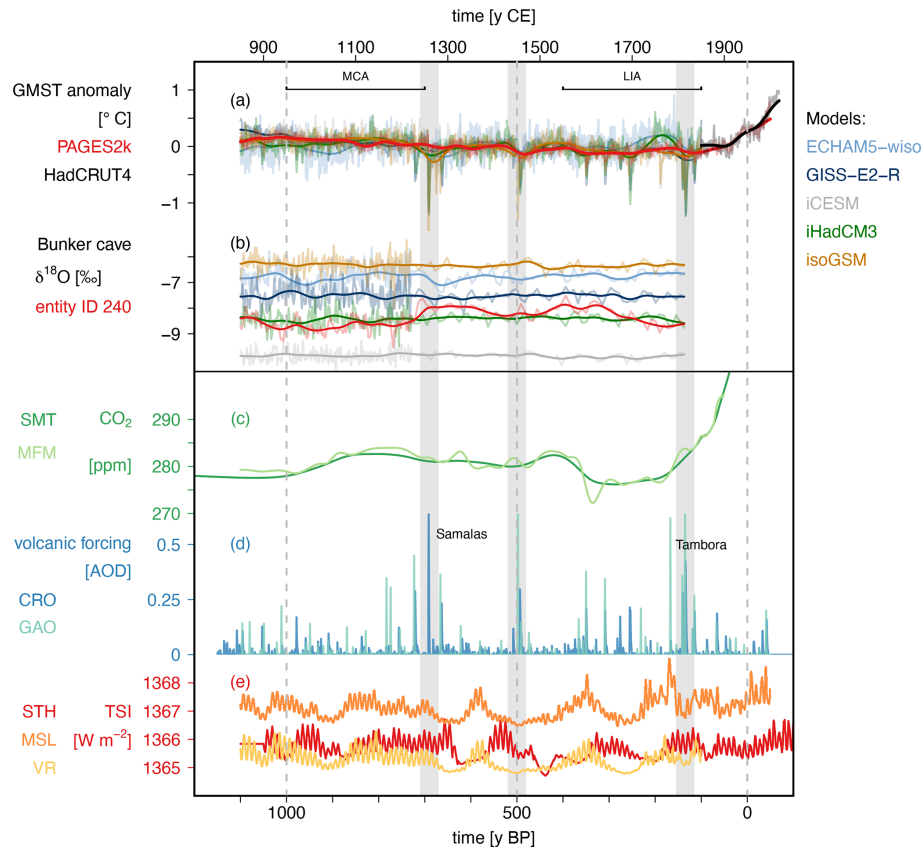 time [y CE]
900 1100 1300 1500 1700 1900
MCA LIA
GMST anomaly
[° C]
PAGES2k
HadCRUT4
1
0
−1
(a)
Models:
ECHAM5−wiso
GISS−E2−R
iCESM
iHadCM3
isoGSM
Bunker cave
δ18O [‰]
entity ID 240
−7
−9
(b)
SMT CO2
MFM
[ppm]
290
280
270
(c)
volcanic forcing
[AOD]
CRO
GAO
0.5
0.25
0
(d)
Samalas
Tambora
STH TSI
MSL [W m−2]
VR
1368
1367
1366
1365
(e)
1000 500 0
time [y BP]